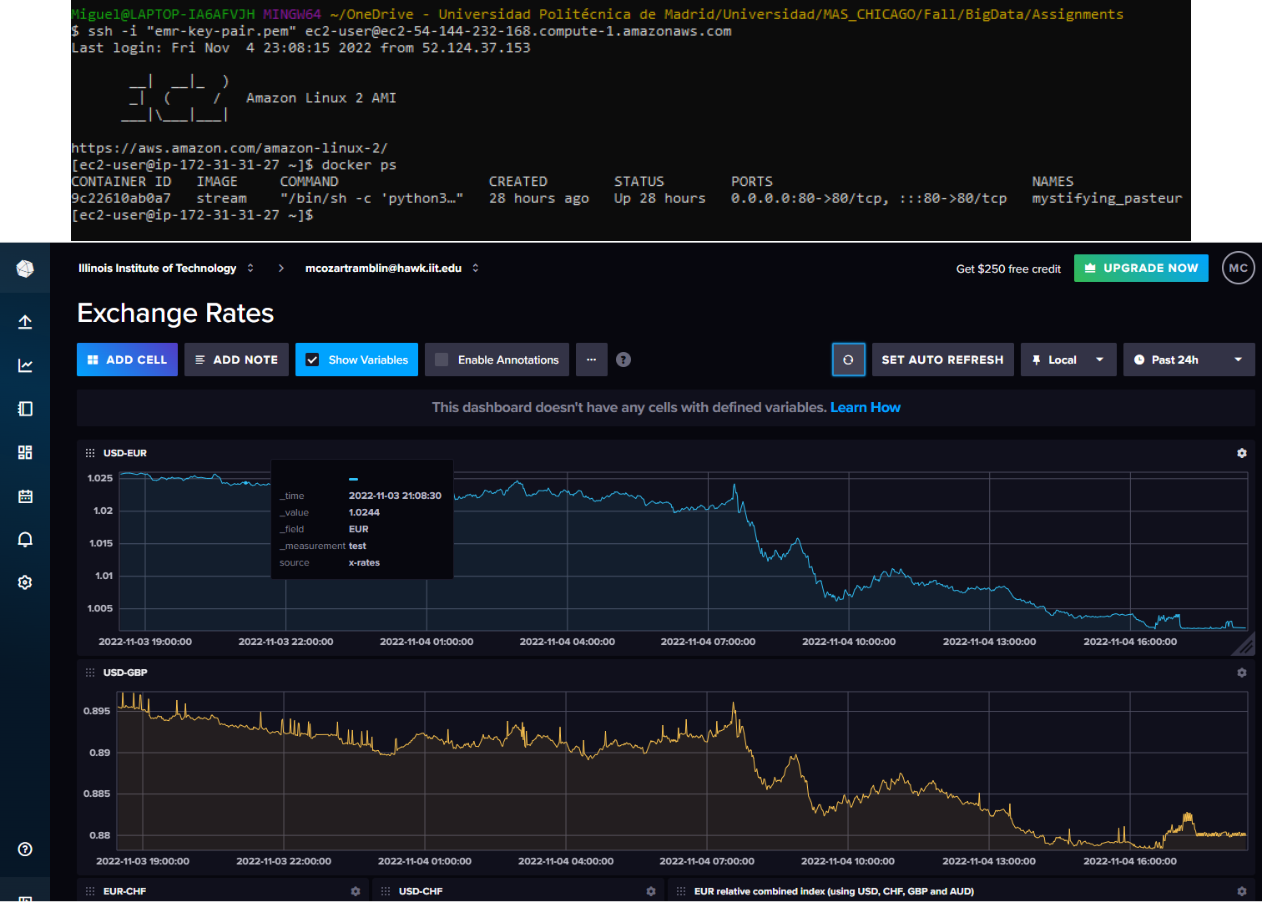 Miguel@LAPTOP-IA6AFVJH MINGW64 ~/OneDrive - Universidad Politécnica de Madrid/Universidad/MAS_CHICAGO/Fall/BigData/Assignments
$ ssh -i "emr-key-pair.pem" ec2-user@ec2-54-144-232-168.compute-1.amazonaws.com
Last login: Fri Nov  4 23:08:15 2022 from 52.124.37.153
       __|  __|_  )
       _|  (     /   Amazon Linux 2 AMI
      ___|\___|___|
https://aws.amazon.com/amazon-linux-2/
[ec2-user@ip-172-31-31-27 ~]$ docker ps
CONTAINER ID   IMAGE     COMMAND                  CREATED        STATUS        PORTS                               NAMES
9c22610ab0a7   stream    "/bin/sh -c 'python3…"   28 hours ago   Up 28 hours   0.0.0.0:80->80/tcp, :::80->80/tcp   mystifying_pasteur
[ec2-user@ip-172-31-31-27 ~]$
Illinois Institute of Technology > mcozartramblin@hawk.iit.edu Get $250 free credit UPGRADE NOW MC
Exchange Rates
ADD CELL ADD NOTE Show Variables Enable Annotations ... ? SET AUTO REFRESH Local Past 24h
This dashboard doesn't have any cells with defined variables. Learn How
USD-EUR
1.025
1.02
1.015
1.01
1.005
_time 2022-11-03 21:08:30
_value 1.0244
_field EUR
_measurement test
source x-rates
2022-11-03 19:00:00 2022-11-03 22:00:00 2022-11-04 01:00:00 2022-11-04 04:00:00 2022-11-04 07:00:00 2022-11-04 10:00:00 2022-11-04 13:00:00 2022-11-04 16:00:00
USD-GBP
0.895
0.89
0.885
0.88
2022-11-03 19:00:00 2022-11-03 22:00:00 2022-11-04 01:00:00 2022-11-04 04:00:00 2022-11-04 07:00:00 2022-11-04 10:00:00 2022-11-04 13:00:00 2022-11-04 16:00:00
EUR-CHF USD-CHF EUR relative combined index (using USD, CHF, GBP and AUD)